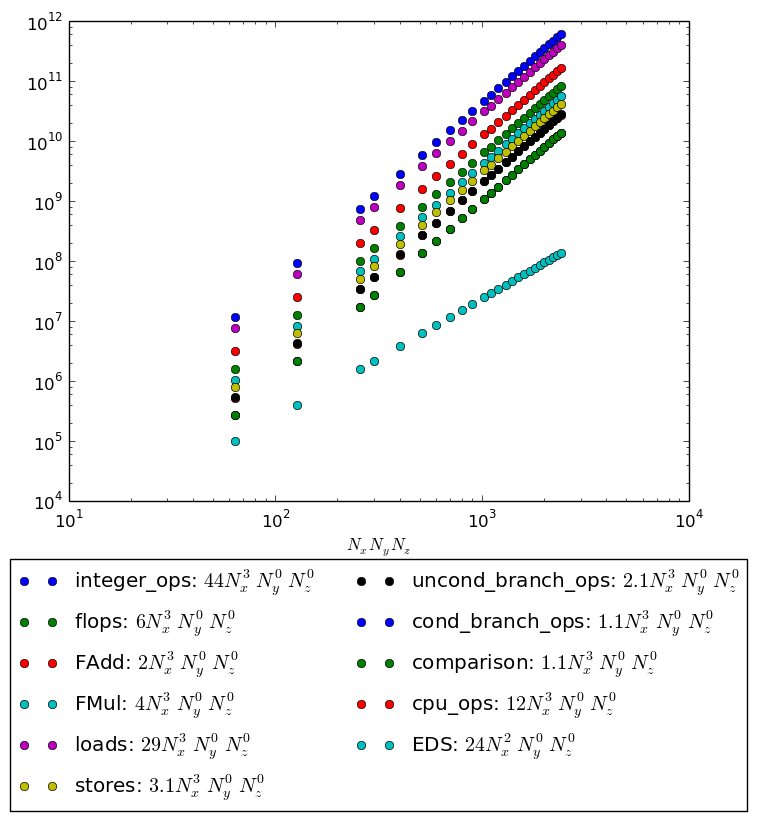 10^12
10^11
10^10
10^9
10^8
10^7
10^6
10^5
10^4
10^1 10^2 10^3 10^4
N_x N_y N_z
integer_ops: 44N_x^3 N_y^0 N_z^0
flops: 6N_x^3 N_y^0 N_z^0
FAdd: 2N_x^3 N_y^0 N_z^0
FMul: 4N_x^3 N_y^0 N_z^0
loads: 29N_x^3 N_y^0 N_z^0
stores: 3.1N_x^3 N_y^0 N_z^0
uncond_branch_ops: 2.1N_x^3 N_y^0 N_z^0
cond_branch_ops: 1.1N_x^3 N_y^0 N_z^0
comparison: 1.1N_x^3 N_y^0 N_z^0
cpu_ops: 12N_x^3 N_y^0 N_z^0
EDS: 24N_x^2 N_y^0 N_z^0